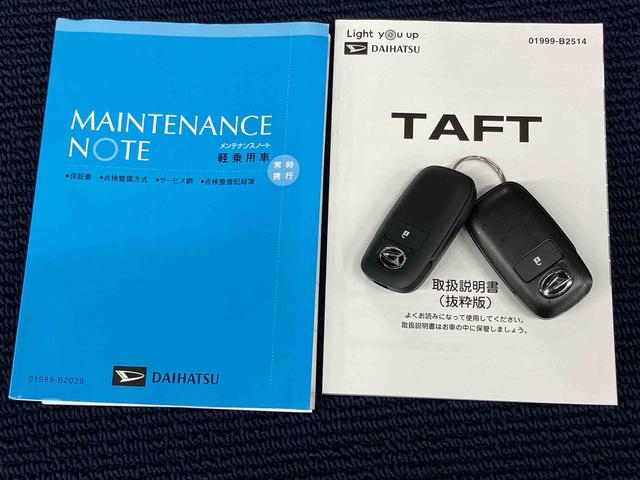 MAINTENANCE
NOTE
メンテナンスノート
軽乗用車
常時
携行
•保証書 •点検整備方式 •サービス網 •点検整備記録簿
01989-B2029
DAIHATSU
Light you up
DAIHATSU
01999-B2514
TAFT
取扱説明書
（抜粋版）
よくお読みになって使用してください。
取扱説明書はお車の中に保管しましょう。